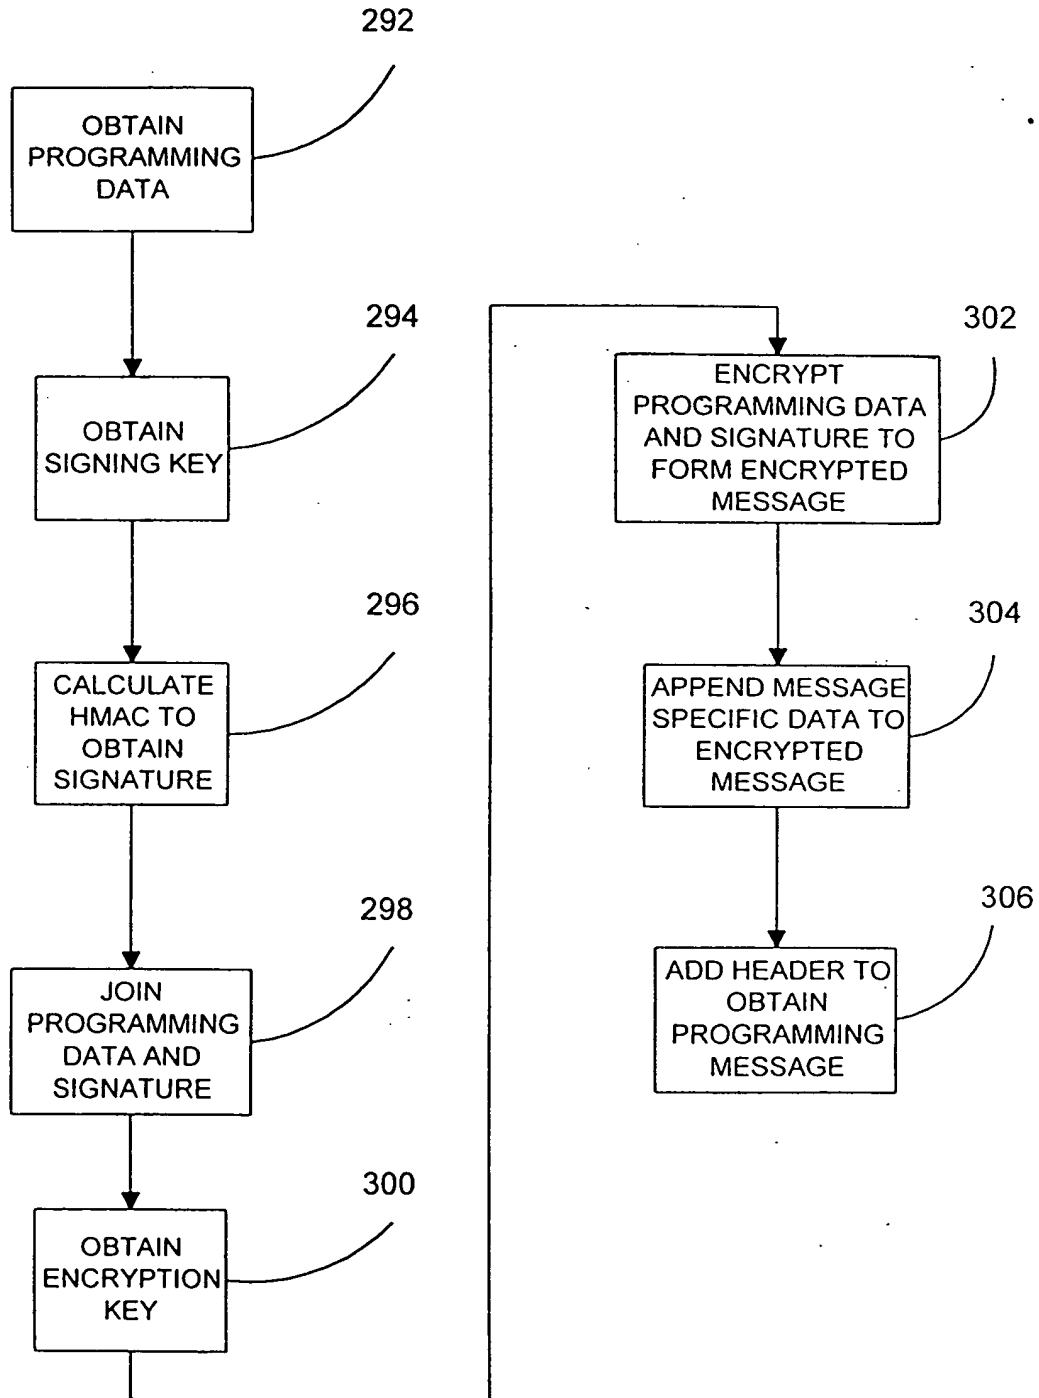 292
OBTAIN
PROGRAMMING
DATA
294
OBTAIN
SIGNING KEY
296
CALCULATE
HMAC TO
OBTAIN
SIGNATURE
298
JOIN
PROGRAMMING
DATA AND
SIGNATURE
300
OBTAIN
ENCRYPTION
KEY
302
ENCRYPT
PROGRAMMING DATA
AND SIGNATURE TO
FORM ENCRYPTED
MESSAGE
304
APPEND MESSAGE
SPECIFIC DATA TO
ENCRYPTED
MESSAGE
306
ADD HEADER TO
OBTAIN
PROGRAMMING
MESSAGE